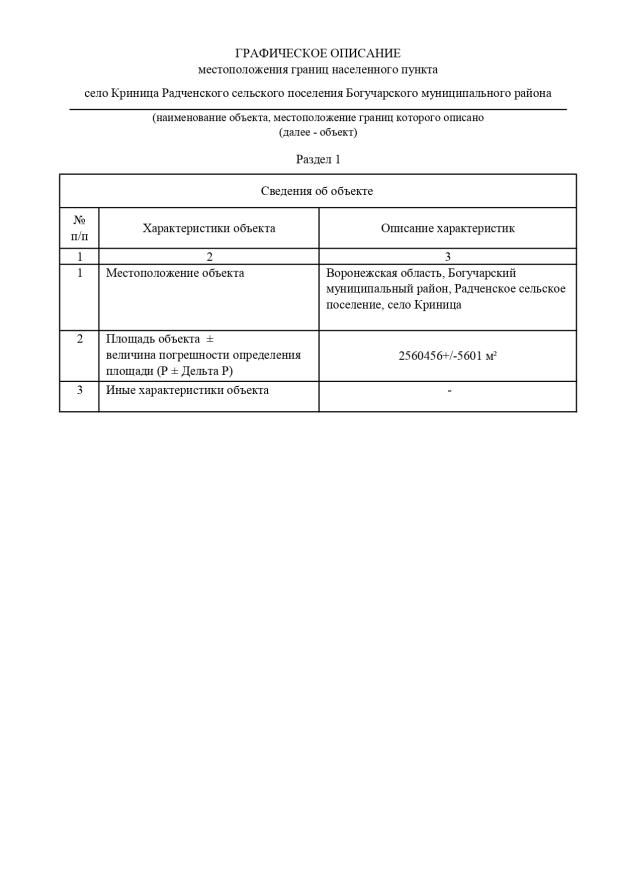 ГРАФИЧЕСКОЕ ОПИСАНИЕ
местоположения границ населенного пункта
село Криница Радченского сельского поселения Богучарского муниципального района
(наименование объекта, местоположение границ которого описано
(далее - объект)
Раздел 1
Сведения об объекте
№
п/п
Характеристики объекта
Описание характеристик
1
2
3
1
Местоположение объекта
Воронежская область, Богучарский
муниципальный район, Радченское сельское
поселение, село Криница
2
Площадь объекта ±
величина погрешности определения
площади (P ± Дельта P)
2560456+/-5601 м²
3
Иные характеристики объекта
-